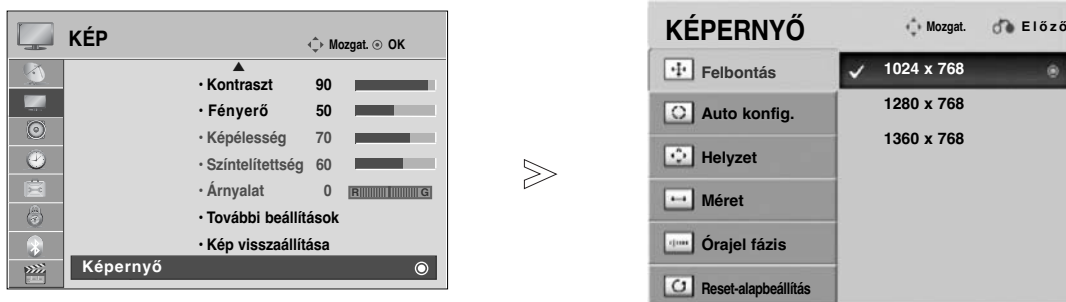 KÉP
Mozgat. OK
• Kontraszt 90
• Fényerő 50
• Képélesség 70
• Színtelítettség 60
• Árnyalat 0 R G
• További beállítások
• Kép visszaállítása
Képernyő
KÉPERNYŐ
Mozgat. Előző
Felbontás
Auto konfig.
Helyzet
Méret
Órajel fázis
Reset-alapbeállítás
✓ 1024 x 768
1280 x 768
1360 x 768